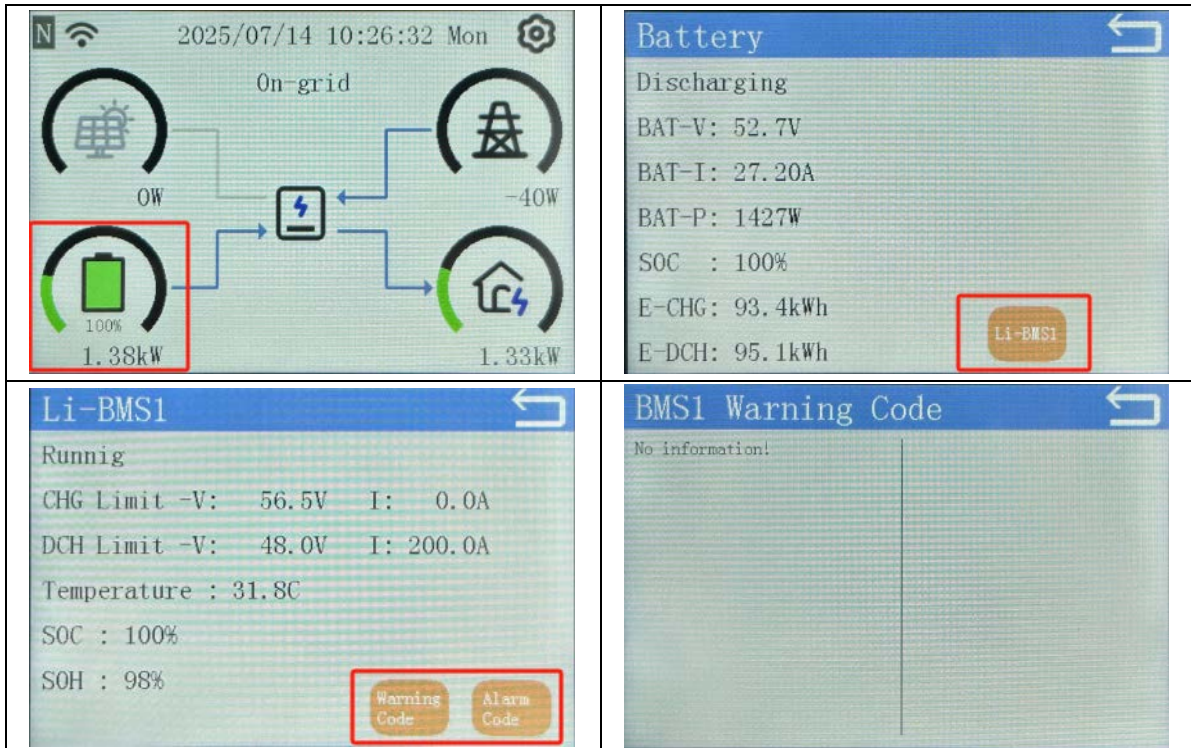 N 2025/07/14 10:26:32 Mon
On-grid
0W
-40W
100%
1.38kW
1.33kW
Battery
Discharging
BAT-V: 52.7V
BAT-I: 27.20A
BAT-P: 1427W
SOC : 100%
E-CHG: 93.4kWh
Li-BMS1
E-DCH: 95.1kWh
Li-BMS1
Runnig
CHG Limit -V: 56.5V I: 0.0A
DCH Limit -V: 48.0V I: 200.0A
Temperature : 31.8C
SOC : 100%
SOH : 98%
Warning
Code
Alarm
Code
BMS1 Warning Code
No information!